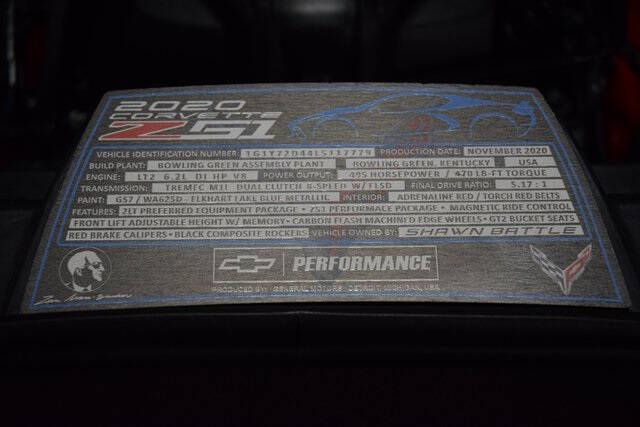 2020
CORVETTE
Z51
VEHICLE IDENTIFICATION NUMBER PRODUCTION DATE: NOVEMBER 2020
BUILD PLANT: BOWLING GREEN ASSEMBLY PLANT BOWLING GREEN, KENTUCKY USA
ENGINE: LT2 6.2L DI HP V8 POWER OUTPUT: 495 HORSEPOWER / 470 LB-FT TORQUE
TRANSMISSION: TREMEC M1L DUAL CLUTCH 8-SPEED W/ELSD FINAL DRIVE RATIO: 5.17 : 1
PAINT: GS7 / WA625D - ELKHART LAKE BLUE METALLIC INTERIOR: ADRENALINE RED / TORCH RED BELTS
FEATURES: 2LT PREFERRED EQUIPMENT PACKAGE • Z51 PERFORMANCE PACKAGE • MAGNETIC RIDE CONTROL
FRONT LIFT ADJUSTABLE HEIGHT W/ MEMORY • CARBON FLASH MACHIN'D EDGE WHEELS • GT2 BUCKET SEATS
RED BRAKE CALIPERS • BLACK COMPOSITE ROCKERS VEHICLE OWNED BY: SHAWN BATTLE
PERFORMANCE
PRODUCED BY: GENERAL MOTORS DETROIT, MICHIGAN, USA